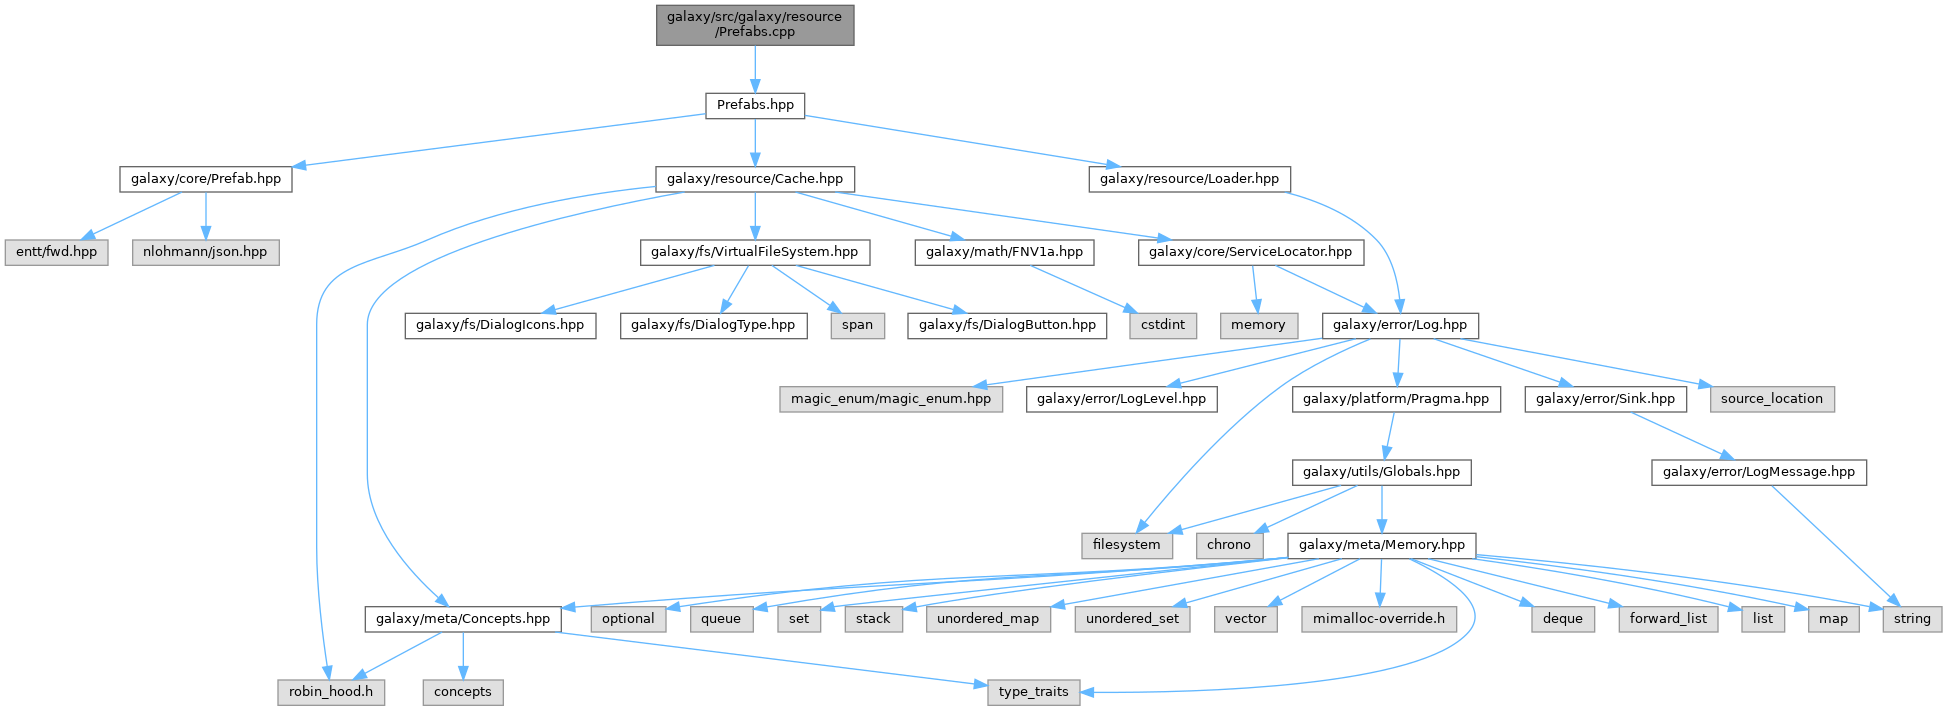 galaxy/src/galaxy/resource
/Prefabs.cpp
Prefabs.hpp
galaxy/core/Prefab.hpp
galaxy/resource/Cache.hpp
galaxy/resource/Loader.hpp
entt/fwd.hpp
nlohmann/json.hpp
galaxy/fs/VirtualFileSystem.hpp
galaxy/math/FNV1a.hpp
galaxy/core/ServiceLocator.hpp
galaxy/fs/DialogIcons.hpp
galaxy/fs/DialogType.hpp
span
galaxy/fs/DialogButton.hpp
cstdint
memory
galaxy/error/Log.hpp
magic_enum/magic_enum.hpp
galaxy/error/LogLevel.hpp
galaxy/platform/Pragma.hpp
galaxy/error/Sink.hpp
source_location
galaxy/utils/Globals.hpp
galaxy/error/LogMessage.hpp
filesystem
chrono
galaxy/meta/Memory.hpp
galaxy/meta/Concepts.hpp
optional
queue
set
stack
unordered_map
unordered_set
vector
mimalloc-override.h
deque
forward_list
list
map
string
robin_hood.h
concepts
type_traits